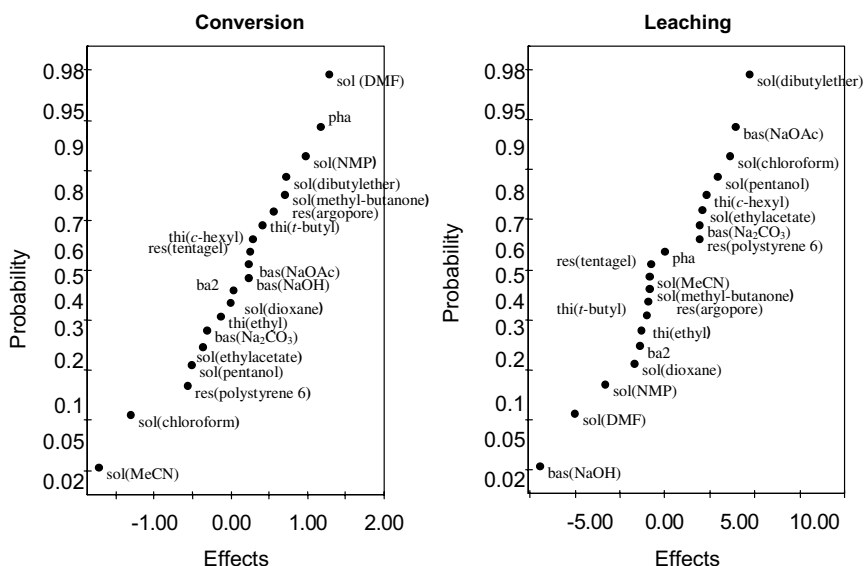 Conversion
Probability
0.98
0.95
0.9
0.8
0.7
0.6
0.5
0.4
0.3
0.2
0.1
0.05
0.02
sol (DMF)
pha
sol(NMP)
sol(dibutylether)
sol(methyl-butanone)
res(argopore)
thi(t-butyl)
thi(c-hexyl)
res(tentagel)
bas(NaOAc)
bas(NaOH)
ba2
sol(dioxane)
thi(ethyl)
bas(Na₂CO₃)
sol(ethylacetate)
sol(pentanol)
res(polystyrene 6)
sol(chloroform)
sol(MeCN)
-1.00 0.00 1.00 2.00
Effects
Leaching
Probability
0.98
0.95
0.9
0.8
0.7
0.6
0.5
0.4
0.3
0.2
0.1
0.05
0.02
sol(dibutylether)
bas(NaOAc)
sol(chloroform)
sol(pentanol)
thi(c-hexyl)
sol(ethylacetate)
bas(Na₂CO₃)
res(polystyrene 6)
pha
res(tentagel)
sol(MeCN)
sol(methyl-butanone)
res(argopore)
thi(t-butyl)
thi(ethyl)
ba2
sol(dioxane)
sol(NMP)
sol(DMF)
bas(NaOH)
-5.00 0.00 5.00 10.00
Effects